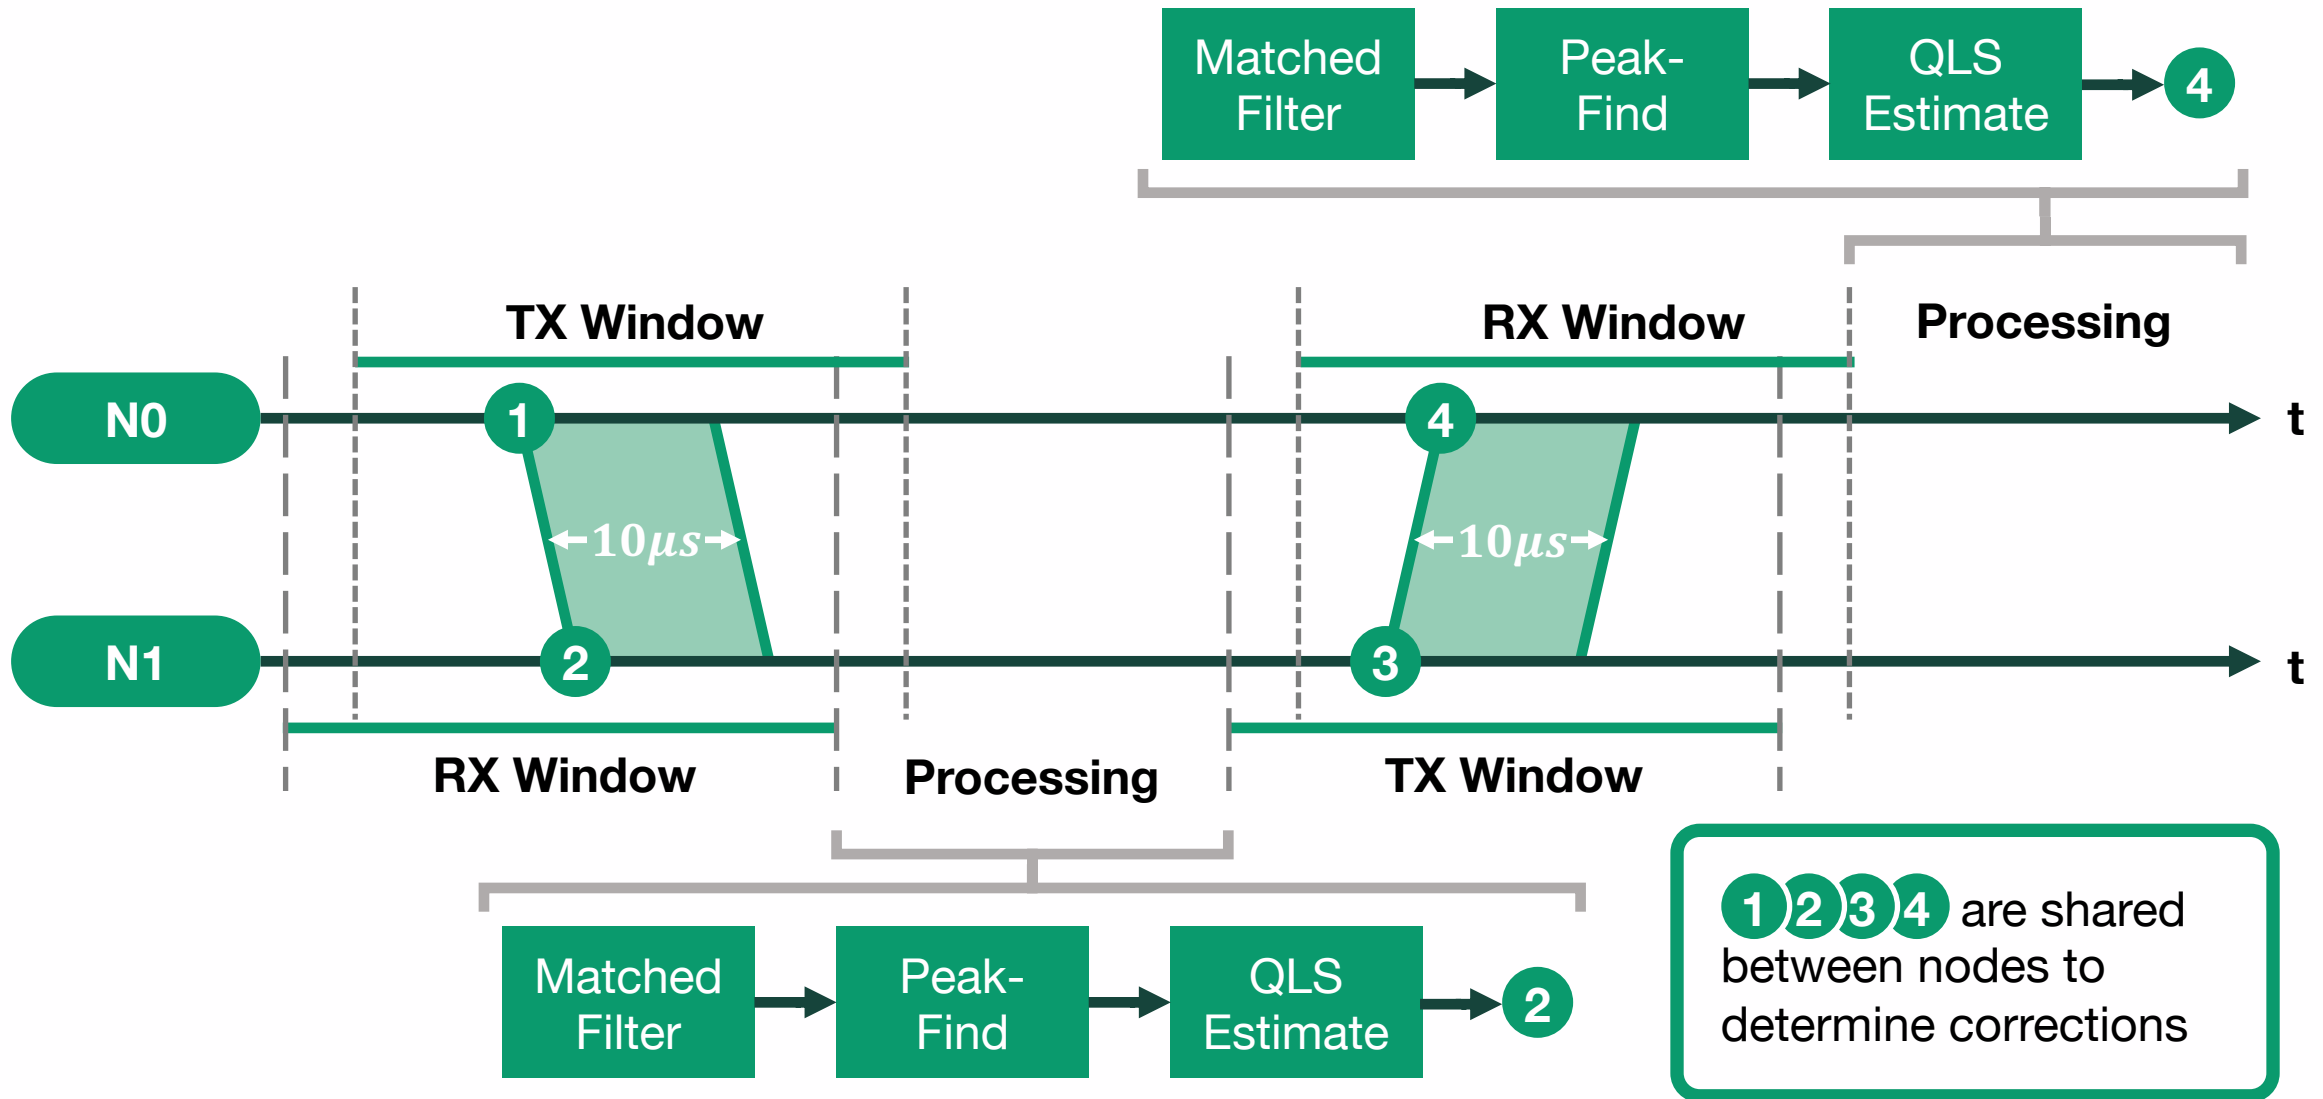 Matched
Filter
Peak-
Find
QLS
Estimate
4
TX Window
RX Window
Processing
N0
1
4
t
10μs
10μs
N1
2
3
t
RX Window
Processing
TX Window
Matched
Filter
Peak-
Find
QLS
Estimate
2
1 2 3 4 are shared
between nodes to
determine corrections